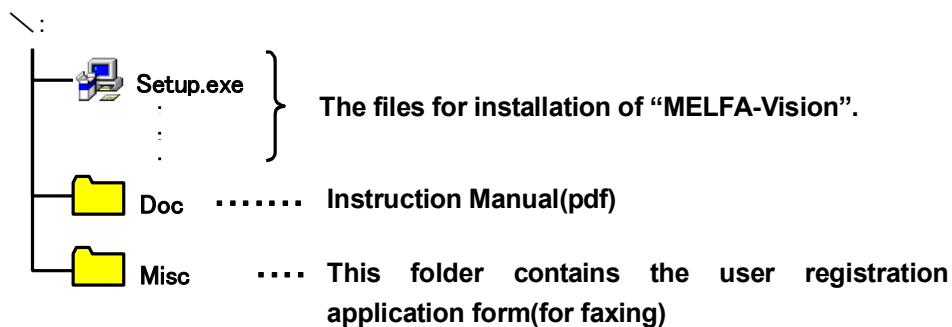 ＼:
Setup.exe
The files for installation of “MELFA-Vision”.
:
:
Doc ······· Instruction Manual(pdf)
Misc ···· This folder contains the user registration
application form(for faxing)